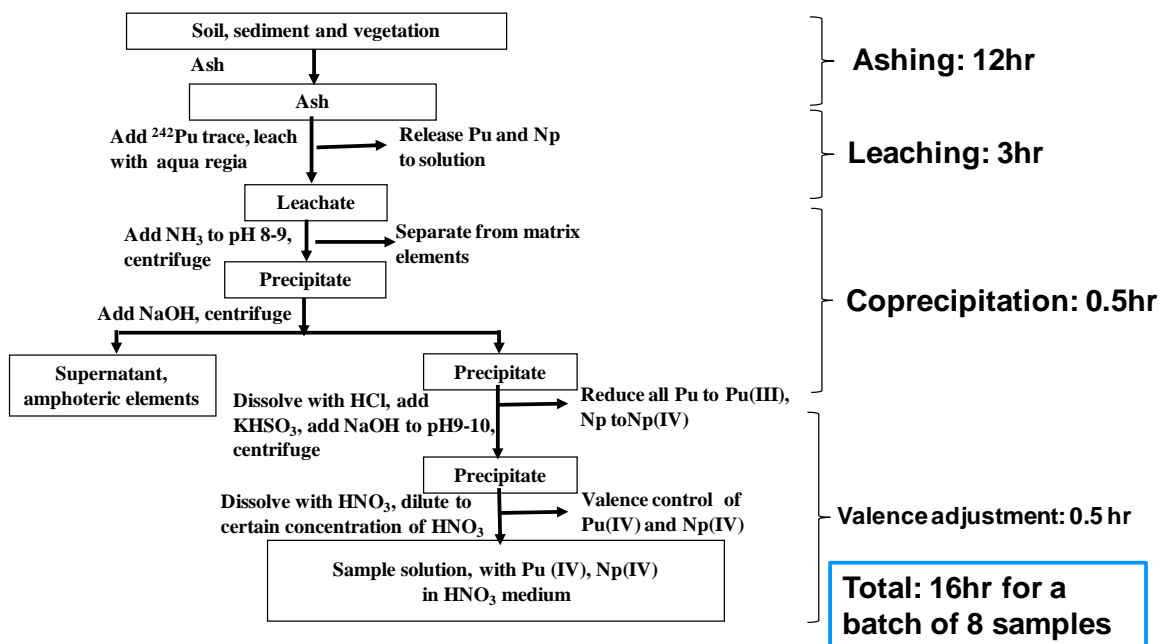 Soil, sediment and vegetation
Ash
Ash
Add ²⁴²Pu trace, leach
with aqua regia
Release Pu and Np
to solution
Leachate
Add NH₃ to pH 8-9,
centrifuge
Separate from matrix
elements
Precipitate
Add NaOH, centrifuge
Supernatant,
amphoteric elements
Precipitate
Dissolve with HCl, add
KHSO₃, add NaOH to pH9-10,
centrifuge
Reduce all Pu to Pu(III),
Np toNp(IV)
Precipitate
Dissolve with HNO₃, dilute to
certain concentration of HNO₃
Valence control of
Pu(IV) and Np(IV)
Sample solution, with Pu (IV), Np(IV)
in HNO₃ medium
Ashing: 12hr
Leaching: 3hr
Coprecipitation: 0.5hr
Valence adjustment: 0.5 hr
Total: 16hr for a
batch of 8 samples